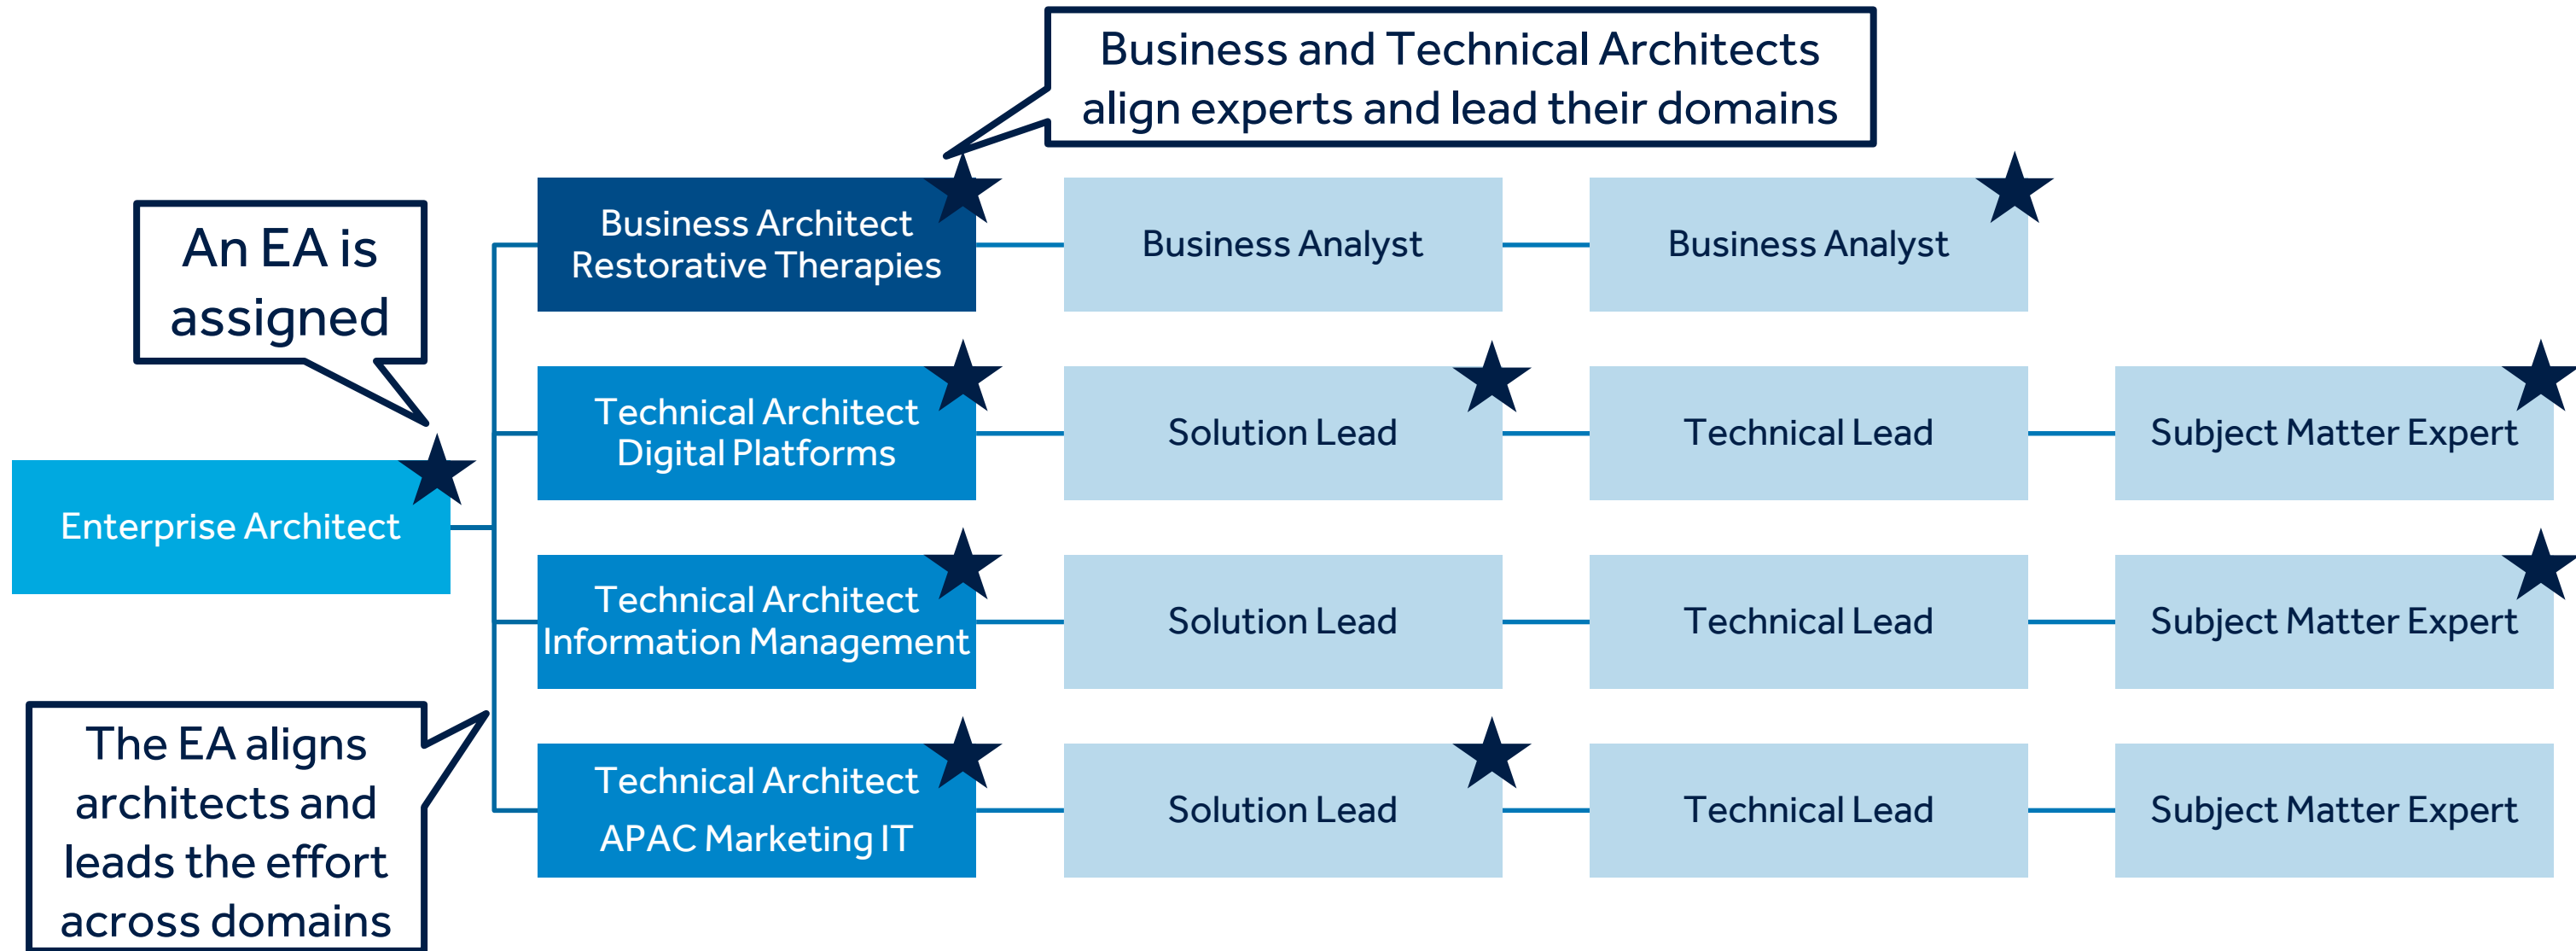 Business and Technical Architects
align experts and lead their domains
An EA is
assigned
Business Architect
Restorative Therapies
Business Analyst
Business Analyst
Technical Architect
Digital Platforms
Solution Lead
Technical Lead
Subject Matter Expert
Enterprise Architect
Technical Architect
Information Management
Solution Lead
Technical Lead
Subject Matter Expert
The EA aligns
architects and
leads the effort
across domains
Technical Architect
APAC Marketing IT
Solution Lead
Technical Lead
Subject Matter Expert